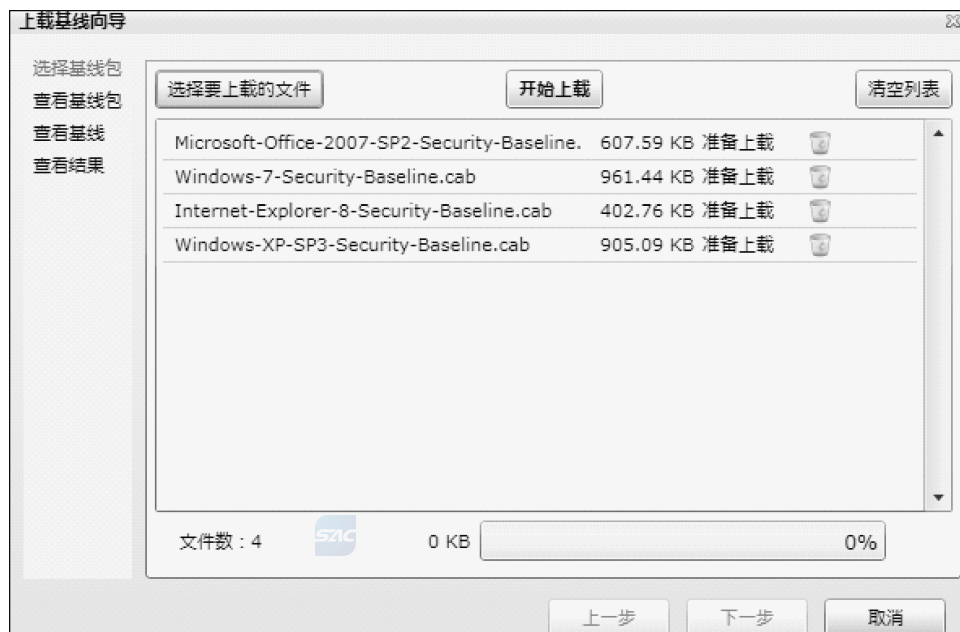 上载基线向导
选择基线包
查看基线包
查看基线
查看结果
选择要上载的文件 开始上载 清空列表
Microsoft-Office-2007-SP2-Security-Baseline. 607.59 KB 准备上载
Windows-7-Security-Baseline.cab 961.44 KB 准备上载
Internet-Explorer-8-Security-Baseline.cab 402.76 KB 准备上载
Windows-XP-SP3-Security-Baseline.cab 905.09 KB 准备上载
文件数：4 SZIC 0 KB 0%
上一步 下一步 取消